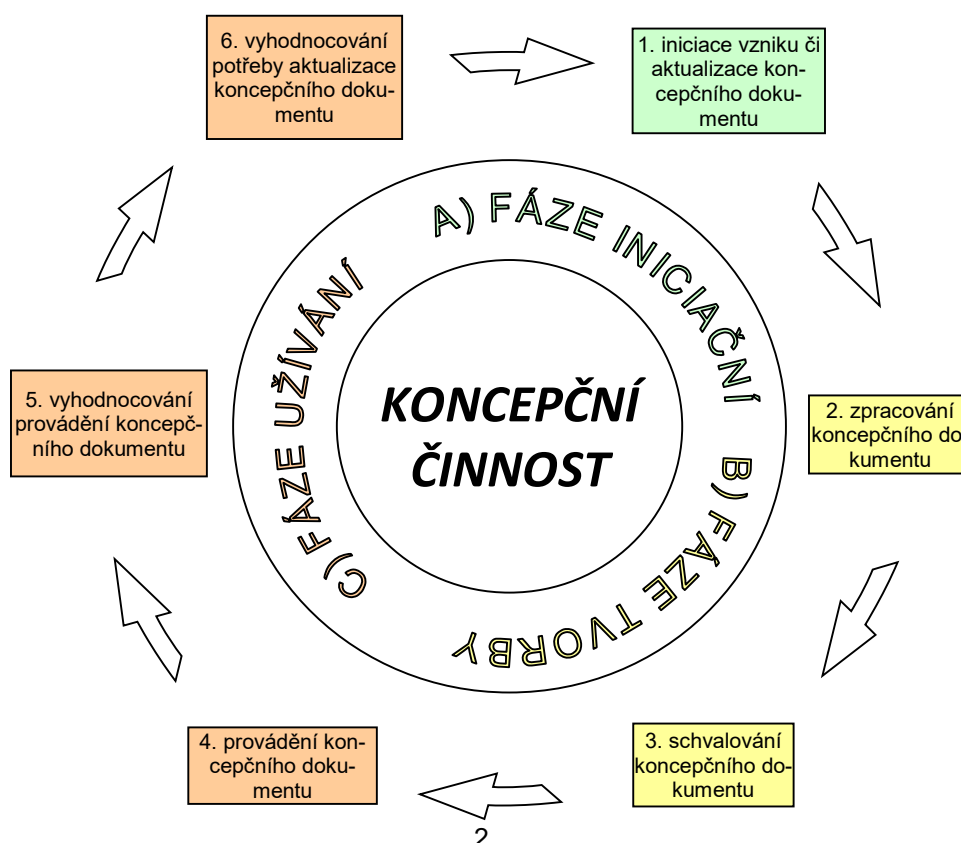 6. vyhodnocování
potřeby aktualizace
koncepčního doku-
mentu
1. iniciace vzniku či
aktualizace kon-
cepčního doku-
mentu
A) FÁZE INICIAČNÍ
B) FÁZE TVORBY
C) FÁZE UŽÍVÁNÍ
KONCEPČNÍ
ČINNOST
5. vyhodnocování
provádění koncepč-
ního dokumentu
2. zpracování
koncepčního do
kumentu
4. provádění kon-
cepčního doku-
mentu
3. schvalování
koncepčního do-
kumentu
2